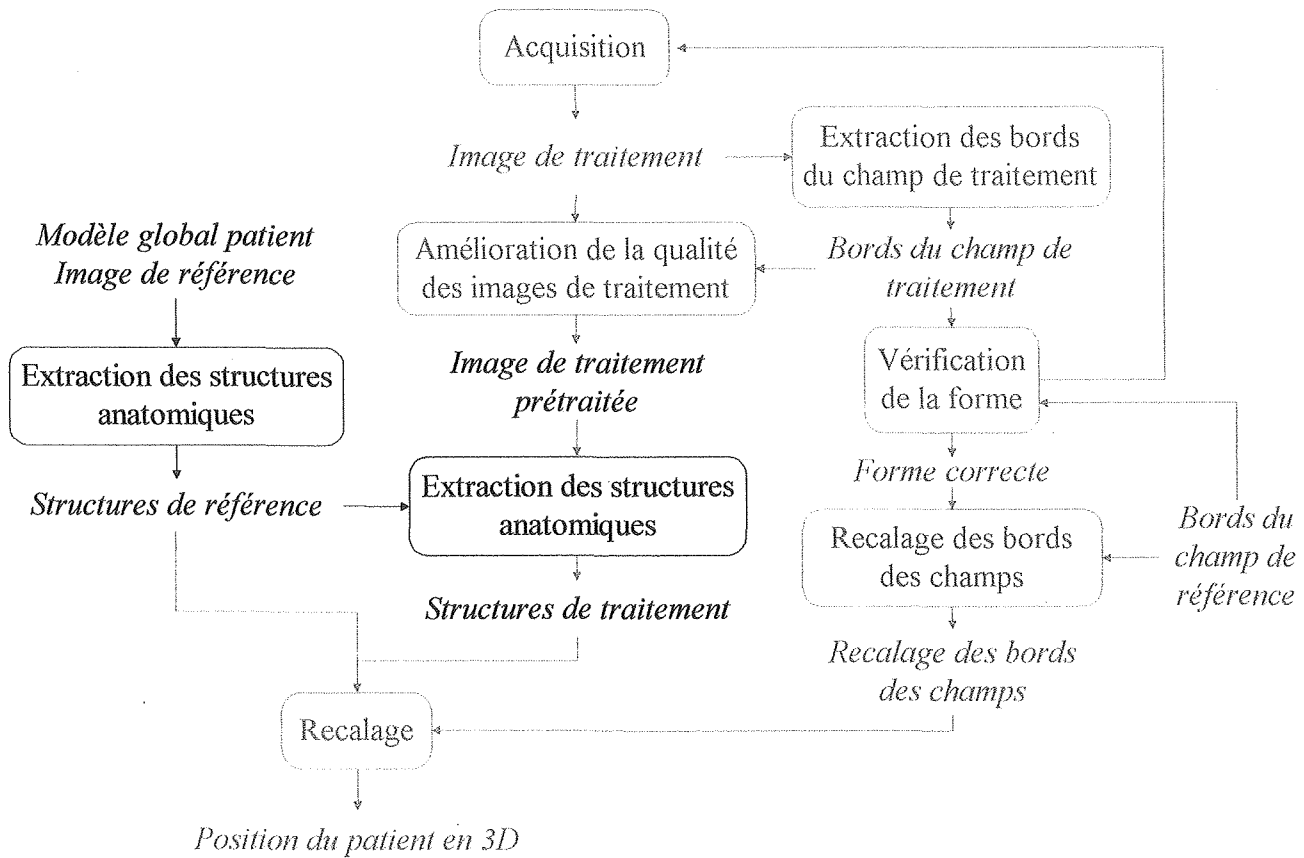 Acquisition
Image de traitement
Extraction des bords
du champ de traitement
Modèle global patient
Image de référence
Amélioration de la qualité
des images de traitement
Bords du champ de
traitement
Extraction des structures
anatomiques
Image de traitement
prétraitée
Vérification
de la forme
Structures de référence
Extraction des structures
anatomiques
Forme correcte
Recalage des bords
des champs
Bords du
champ de
référence
Structures de traitement
Recalage des bords
des champs
Recalage
Position du patient en 3D